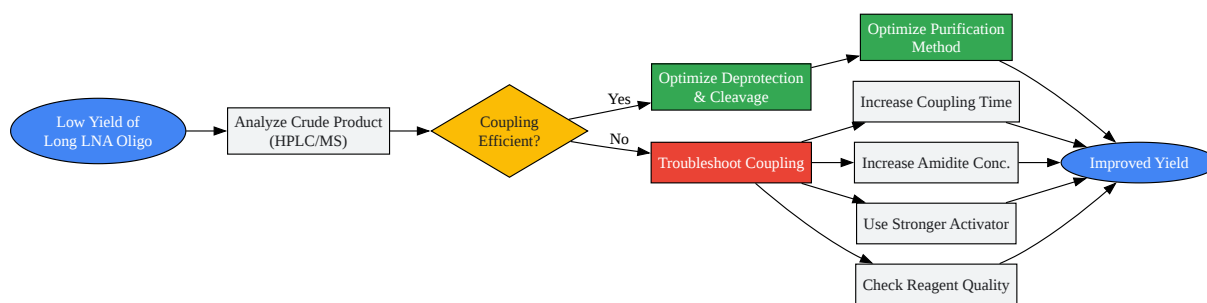 Low Yield of
Long LNA Oligo
Analyze Crude Product
(HPLC/MS)
Coupling
Efficient?
Yes
No
Optimize Deprotection
& Cleavage
Optimize Purification
Method
Troubleshoot Coupling
Increase Coupling Time
Increase Amidite Conc.
Use Stronger Activator
Check Reagent Quality
Improved Yield